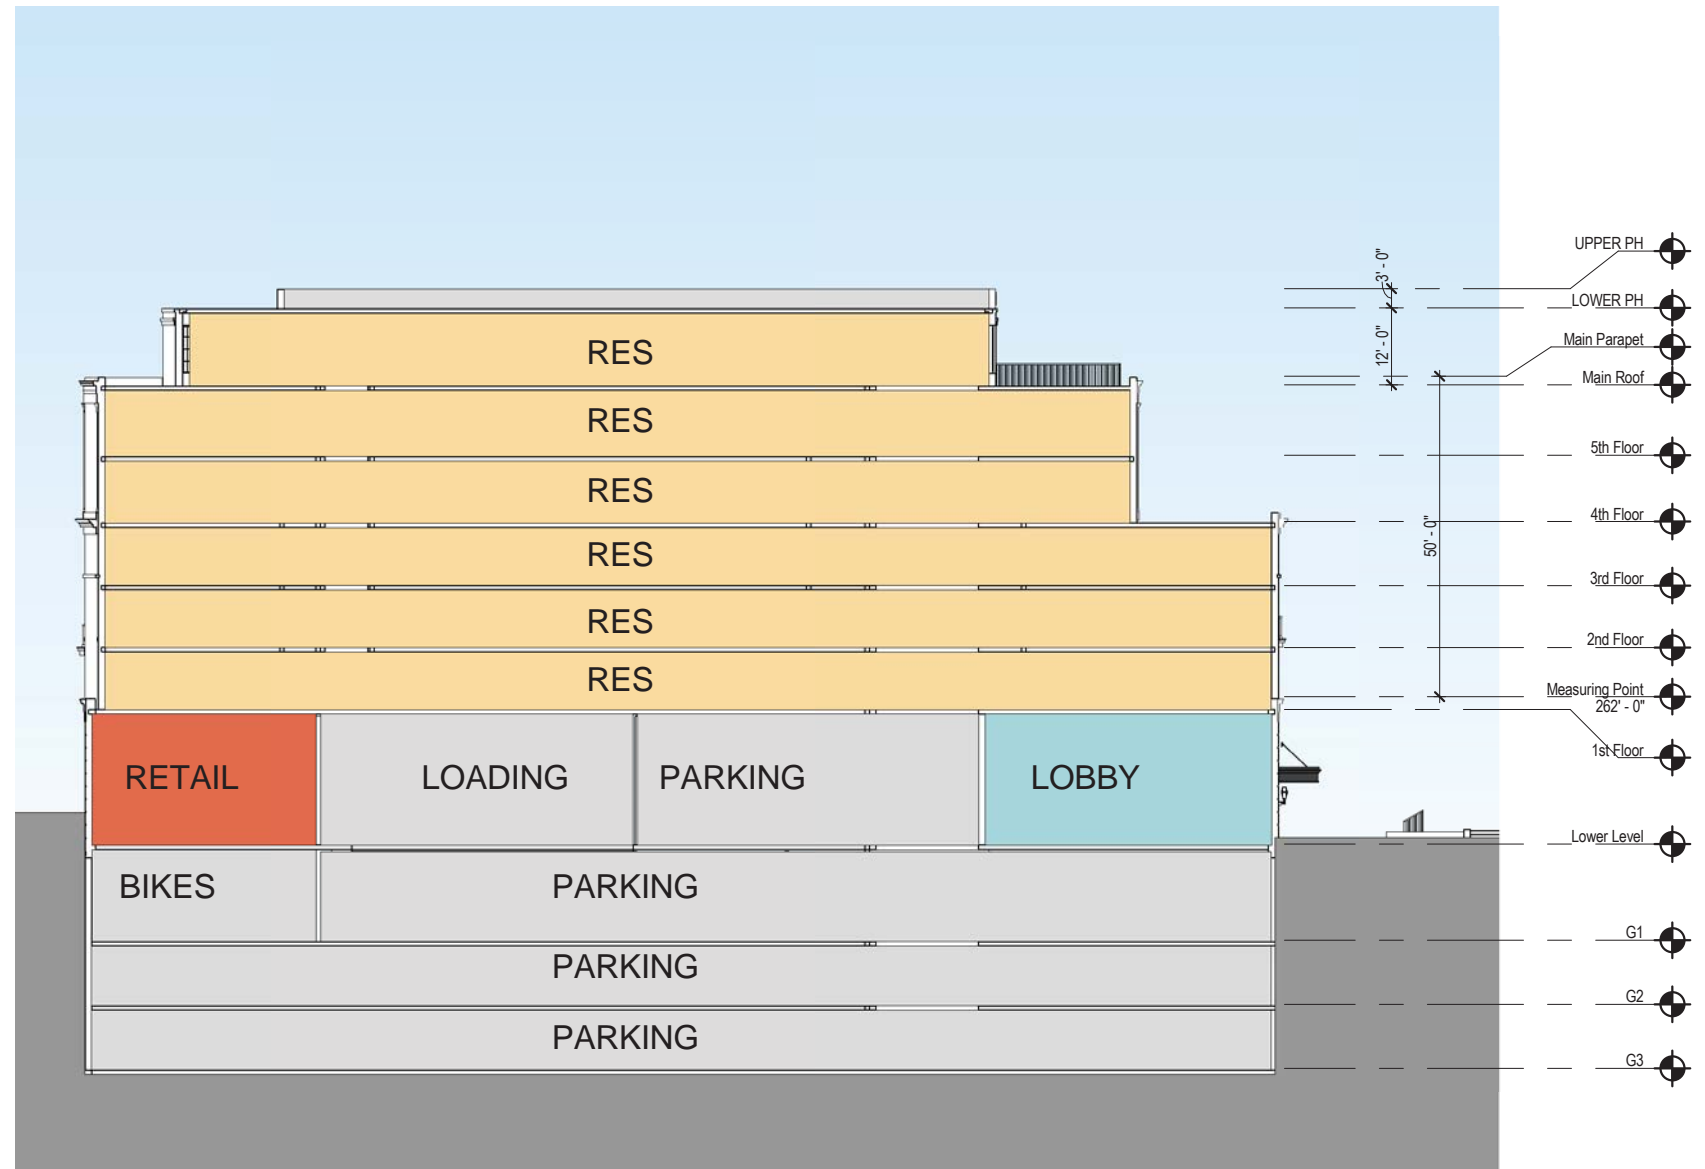 UPPER PH
3' - 0"
LOWER PH
12' - 0"
Main Parapet
RES
Main Roof
RES
5th Floor
RES
4th Floor
50' - 0"
RES
3rd Floor
RES
2nd Floor
RES
Measuring Point
262' - 0"
1st Floor
RETAIL LOADING PARKING LOBBY
Lower Level
BIKES PARKING
G1
PARKING
G2
PARKING
G3